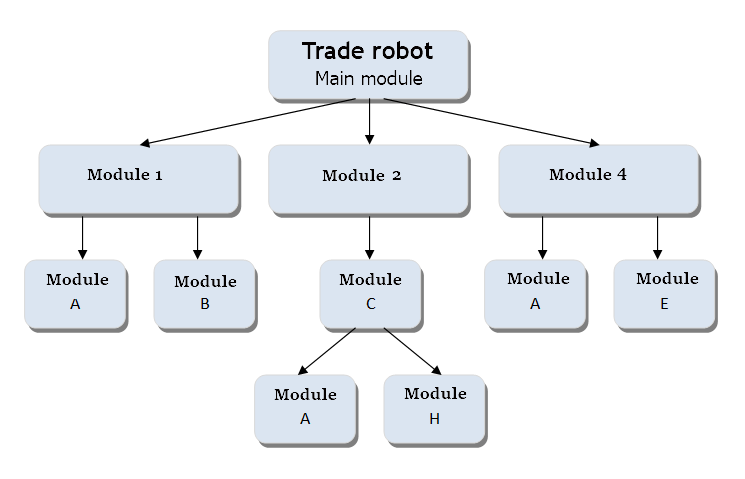 Trade robot
Main module
Module 1
Module 2
Module 4
Module
A
Module
B
Module
C
Module
A
Module
E
Module
A
Module
H